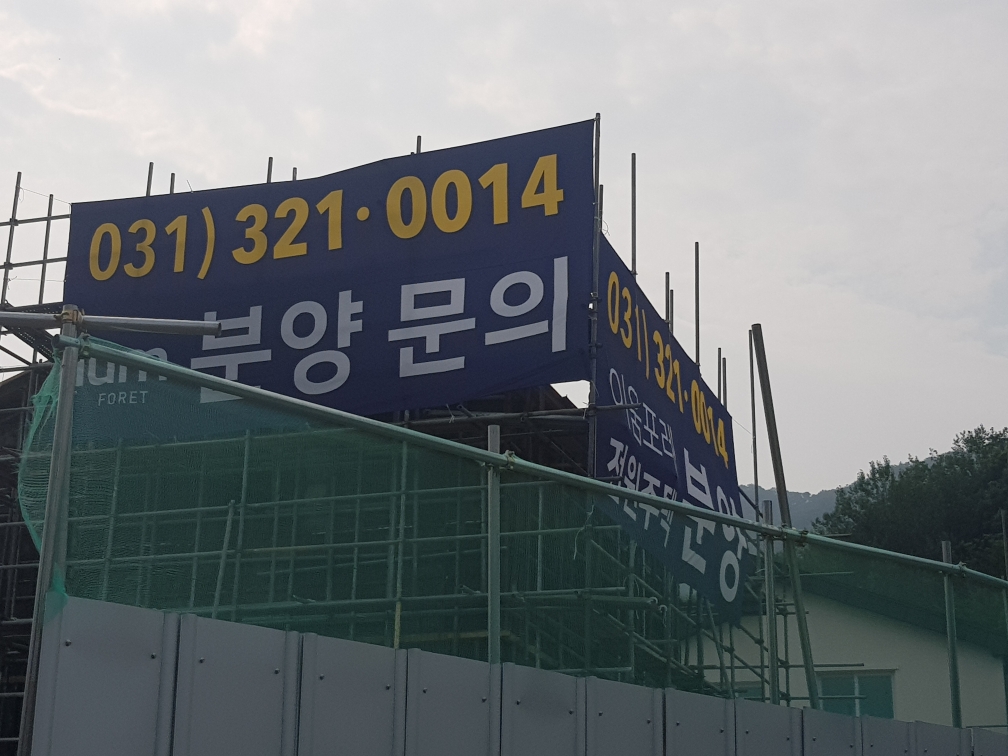 031) 321·0014
분양 문의
FORET
031) 321·0014
이움포레
전원주택 분양